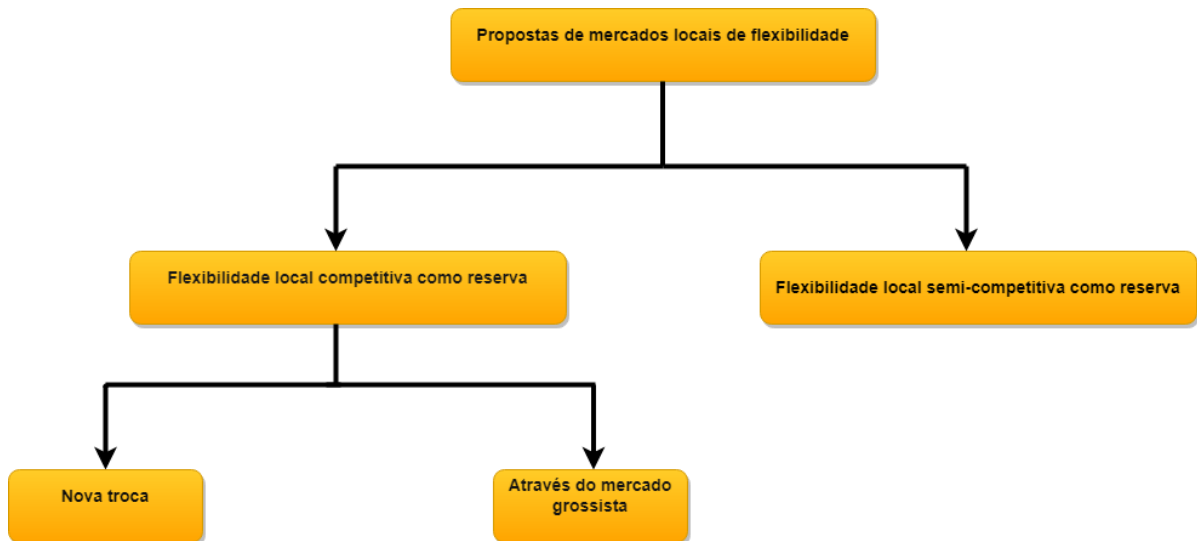 Propostas de mercados locais de flexibilidade
Flexibilidade local competitiva como reserva
Flexibilidade local semi-competitiva como reserva
Nova troca
Através do mercado
grossista